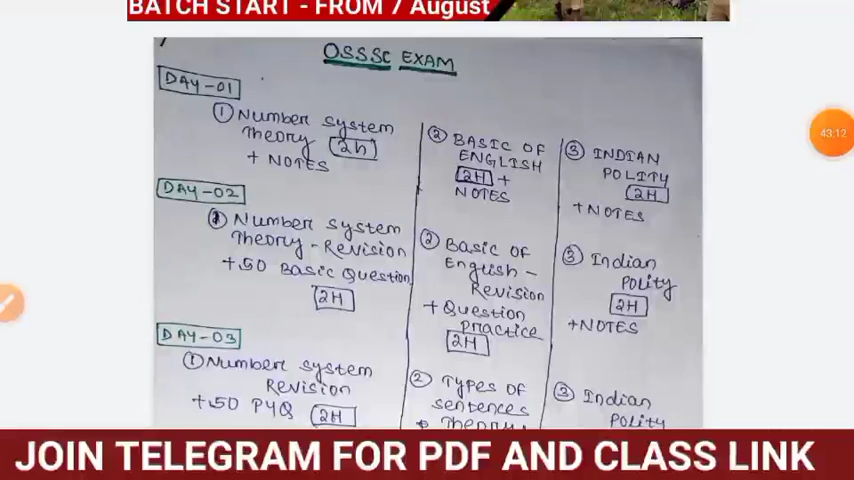 BATCH START - FROM 7 August
OSSSC EXAM
DAY-01
① Number system
Theory 2h
+ NOTES
② BASIC OF
ENGLISH
2H +
NOTES
③ INDIAN
POLITY
2H
+NOTES
DAY-02
① Number system
Theory - Revision
+50 Basic Question
2H
② Basic of
English -
Revision
+ Question
Practice
2H
③ Indian
Polity
2H
+NOTES
DAY-03
① Number system
Revision
+50 PYQ 2H
② Types of
sentences
Theory
③ Indian
Polity
43:12
JOIN TELEGRAM FOR PDF AND CLASS LINK